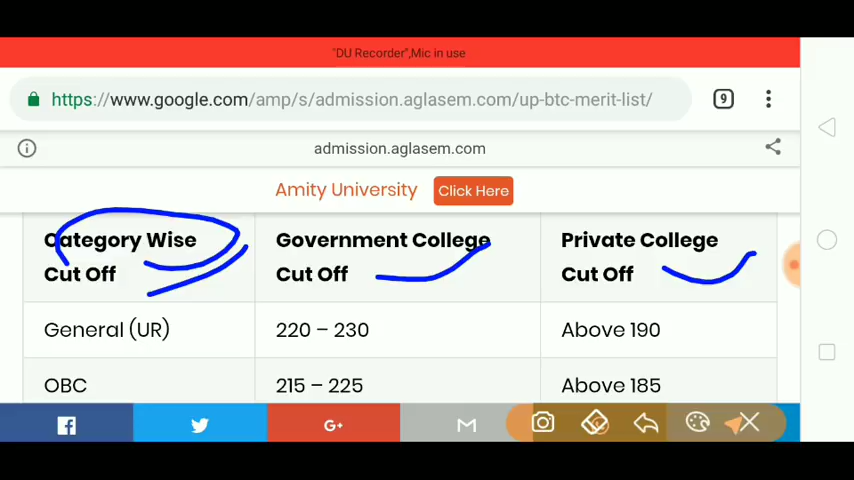 "DU Recorder",Mic in use
https://www.google.com/amp/s/admission.aglasem.com/up-btc-merit-list/ 9
admission.aglasem.com
Amity University Click Here
Category Wise Cut Off Government College Cut Off Private College Cut Off
General (UR) 220 – 230 Above 190
OBC 215 – 225 Above 185
G+